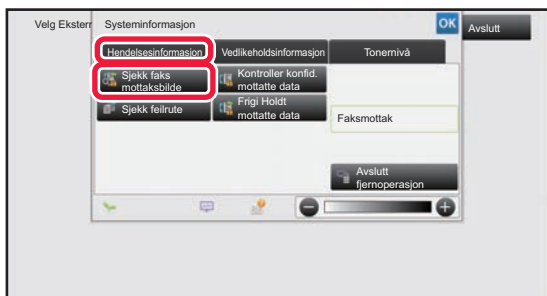 Velg Ekstern
Systeminformasjon
OK
Avslutt
Hendelsesinformasjon
Vedlikeholdsinformasjon
Tonernivå
Sjekk faks
mottaksbilde
Kontroller konfid.
mottatte data
Sjekk feilrute
Frigi Holdt
mottatte data
Faksmottak
Avslutt
fjernoperasjon